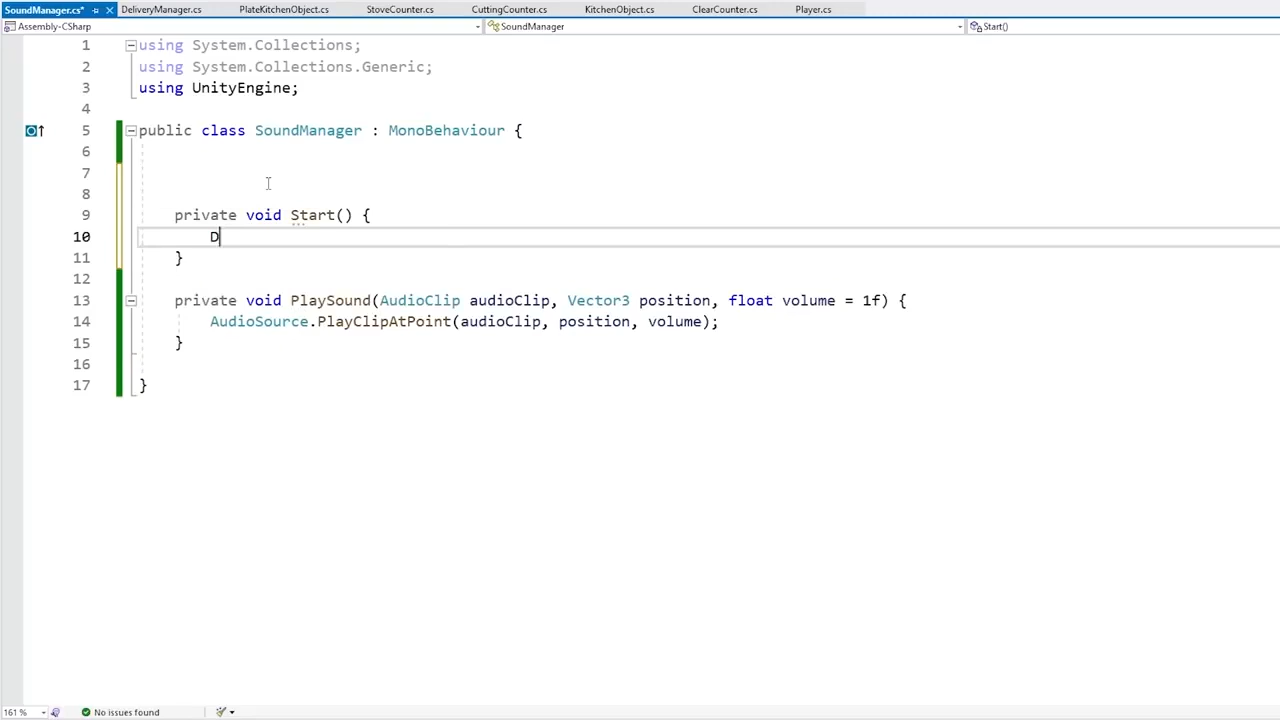 SoundManager.cs* DeliveryManager.cs PlateKitchenObject.cs StoveCounter.cs CuttingCounter.cs KitchenObject.cs ClearCounter.cs Player.cs
Assembly-CSharp SoundManager Start()
1 using System.Collections;
2 using System.Collections.Generic;
3 using UnityEngine;
4
5 public class SoundManager : MonoBehaviour {
6
7
8
9 private void Start() {
10 D
11 }
12
13 private void PlaySound(AudioClip audioClip, Vector3 position, float volume = 1f) {
14 AudioSource.PlayClipAtPoint(audioClip, position, volume);
15 }
16
17 }
161 % No issues found